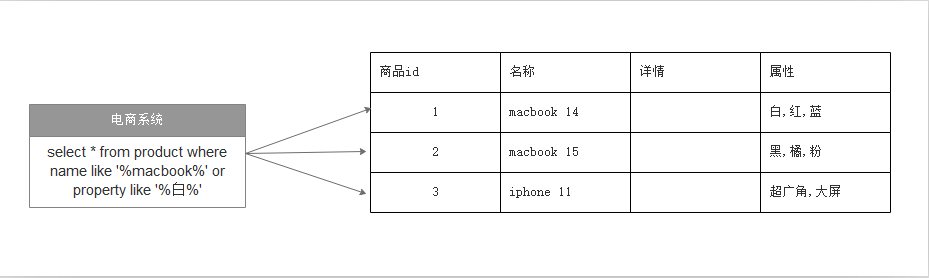 电商系统
select * from product where
name like '%macbook%' or
property like '%白%'
商品id 名称 详情 属性
1 macbook 14 白,红,蓝
2 macbook 15 黑,橘,粉
3 iphone 11 超广角,大屏